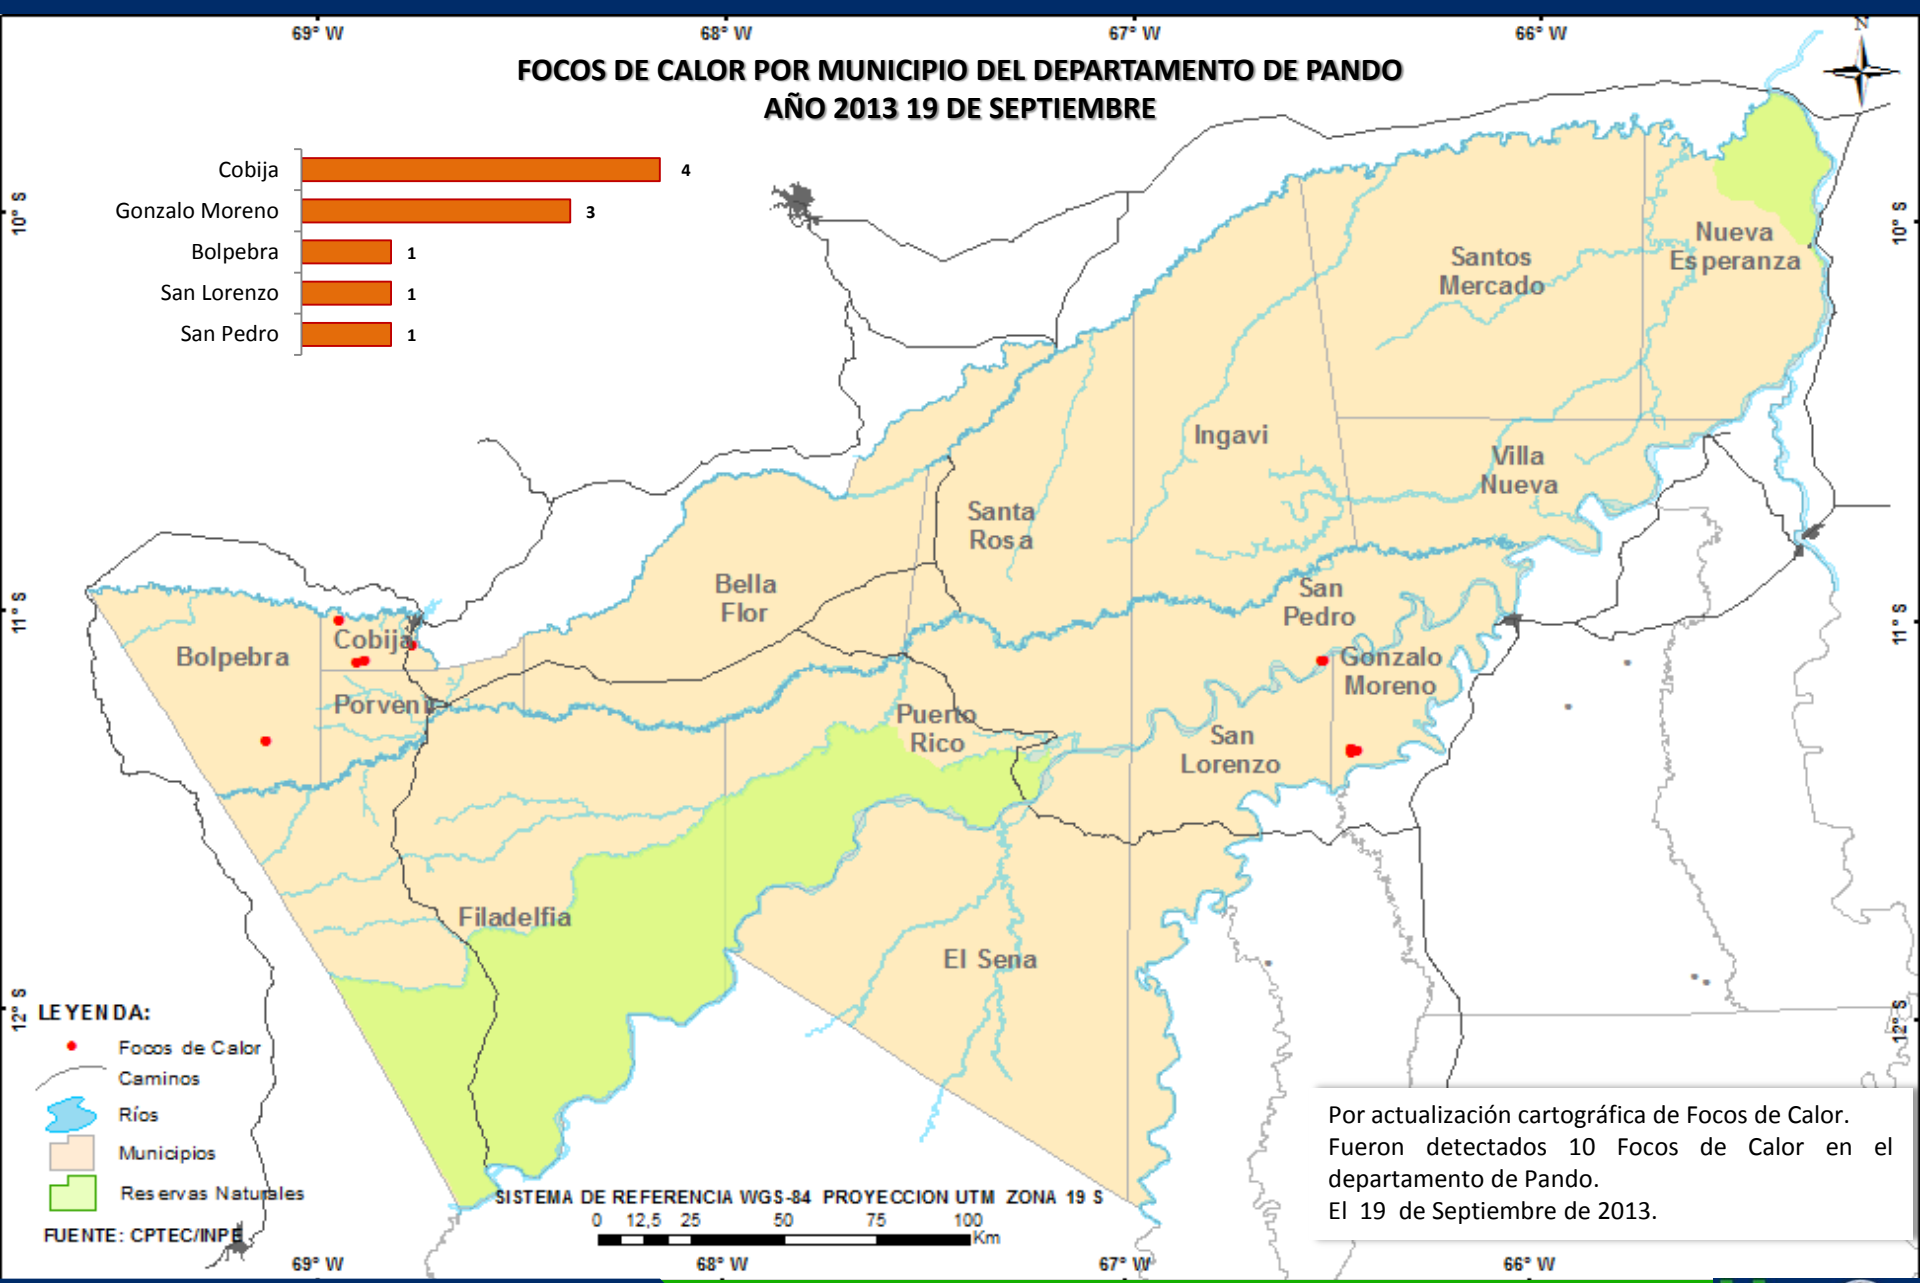 69° W
68° W
67° W
66° W
N
FOCOS DE CALOR POR MUNICIPIO DEL DEPARTAMENTO DE PANDO
AÑO 2013 19 DE SEPTIEMBRE
Cobija 4
Gonzalo Moreno 3
Bolpebra 1
San Lorenzo 1
San Pedro 1
10° S
10° S
Nueva
Esperanza
Santos
Mercado
Ingavi
Villa
Nueva
Santa
Rosa
Bella
Flor
San
Pedro
11° S
11° S
Cobija
Bolpebra
Gonzalo
Moreno
Porvenir
Puerto
Rico
San
Lorenzo
Filadelfia
El Sena
12° S
12° S
LEYENDA:
Focos de Calor
Caminos
Ríos
Municipios
Reservas Naturales
FUENTE: CPTEC/INPE
SISTEMA DE REFERENCIA WGS-84 PROYECCION UTM ZONA 19 S
0 12,5 25 50 75 100
Km
Por actualización cartográfica de Focos de Calor.
Fueron detectados 10 Focos de Calor en el
departamento de Pando.
El 19 de Septiembre de 2013.
69° W
68° W
67° W
66° W